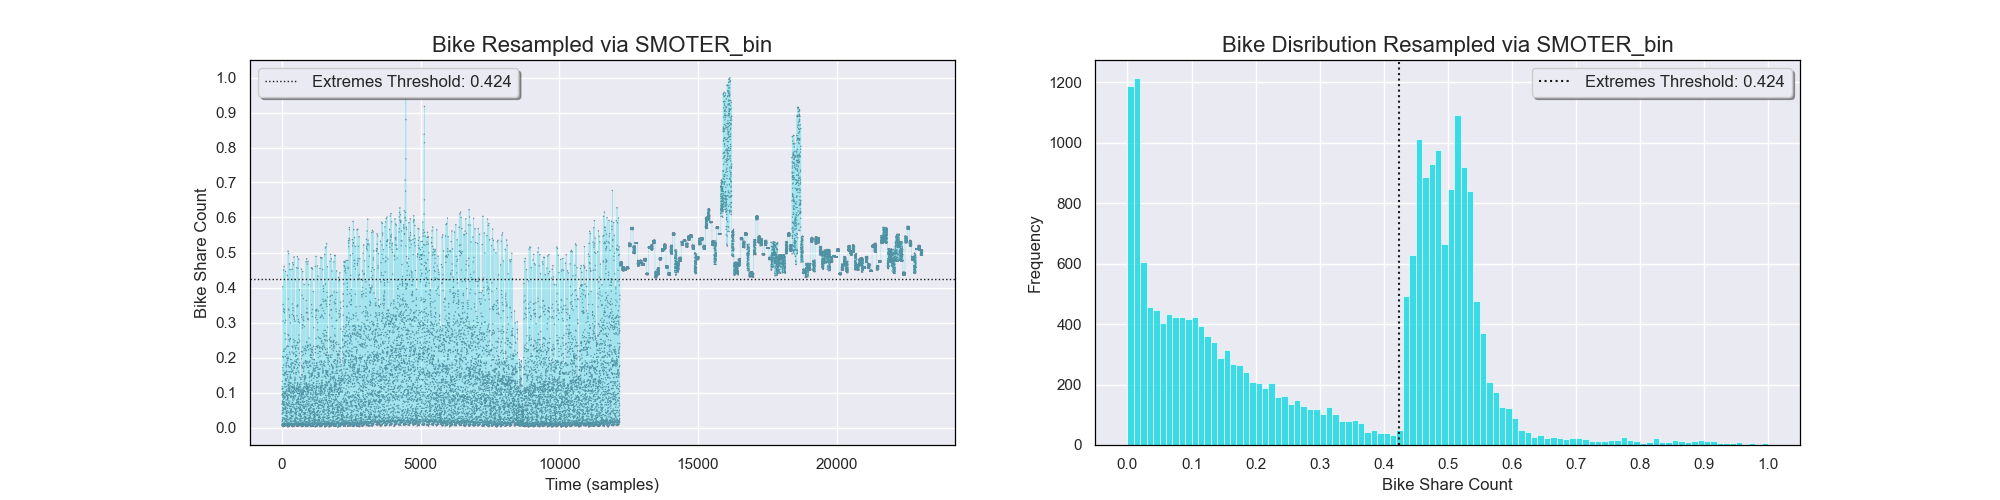 Bike Resampled via SMOTER_bin
Extremes Threshold: 0.424
1.0
0.9
0.8
0.7
0.6
0.5
0.4
0.3
0.2
0.1
0.0
Bike Share Count
0 5000 10000 15000 20000
Time (samples)
Bike Disribution Resampled via SMOTER_bin
Extremes Threshold: 0.424
1200
1000
800
600
400
200
0
Frequency
0.0 0.1 0.2 0.3 0.4 0.5 0.6 0.7 0.8 0.9 1.0
Bike Share Count